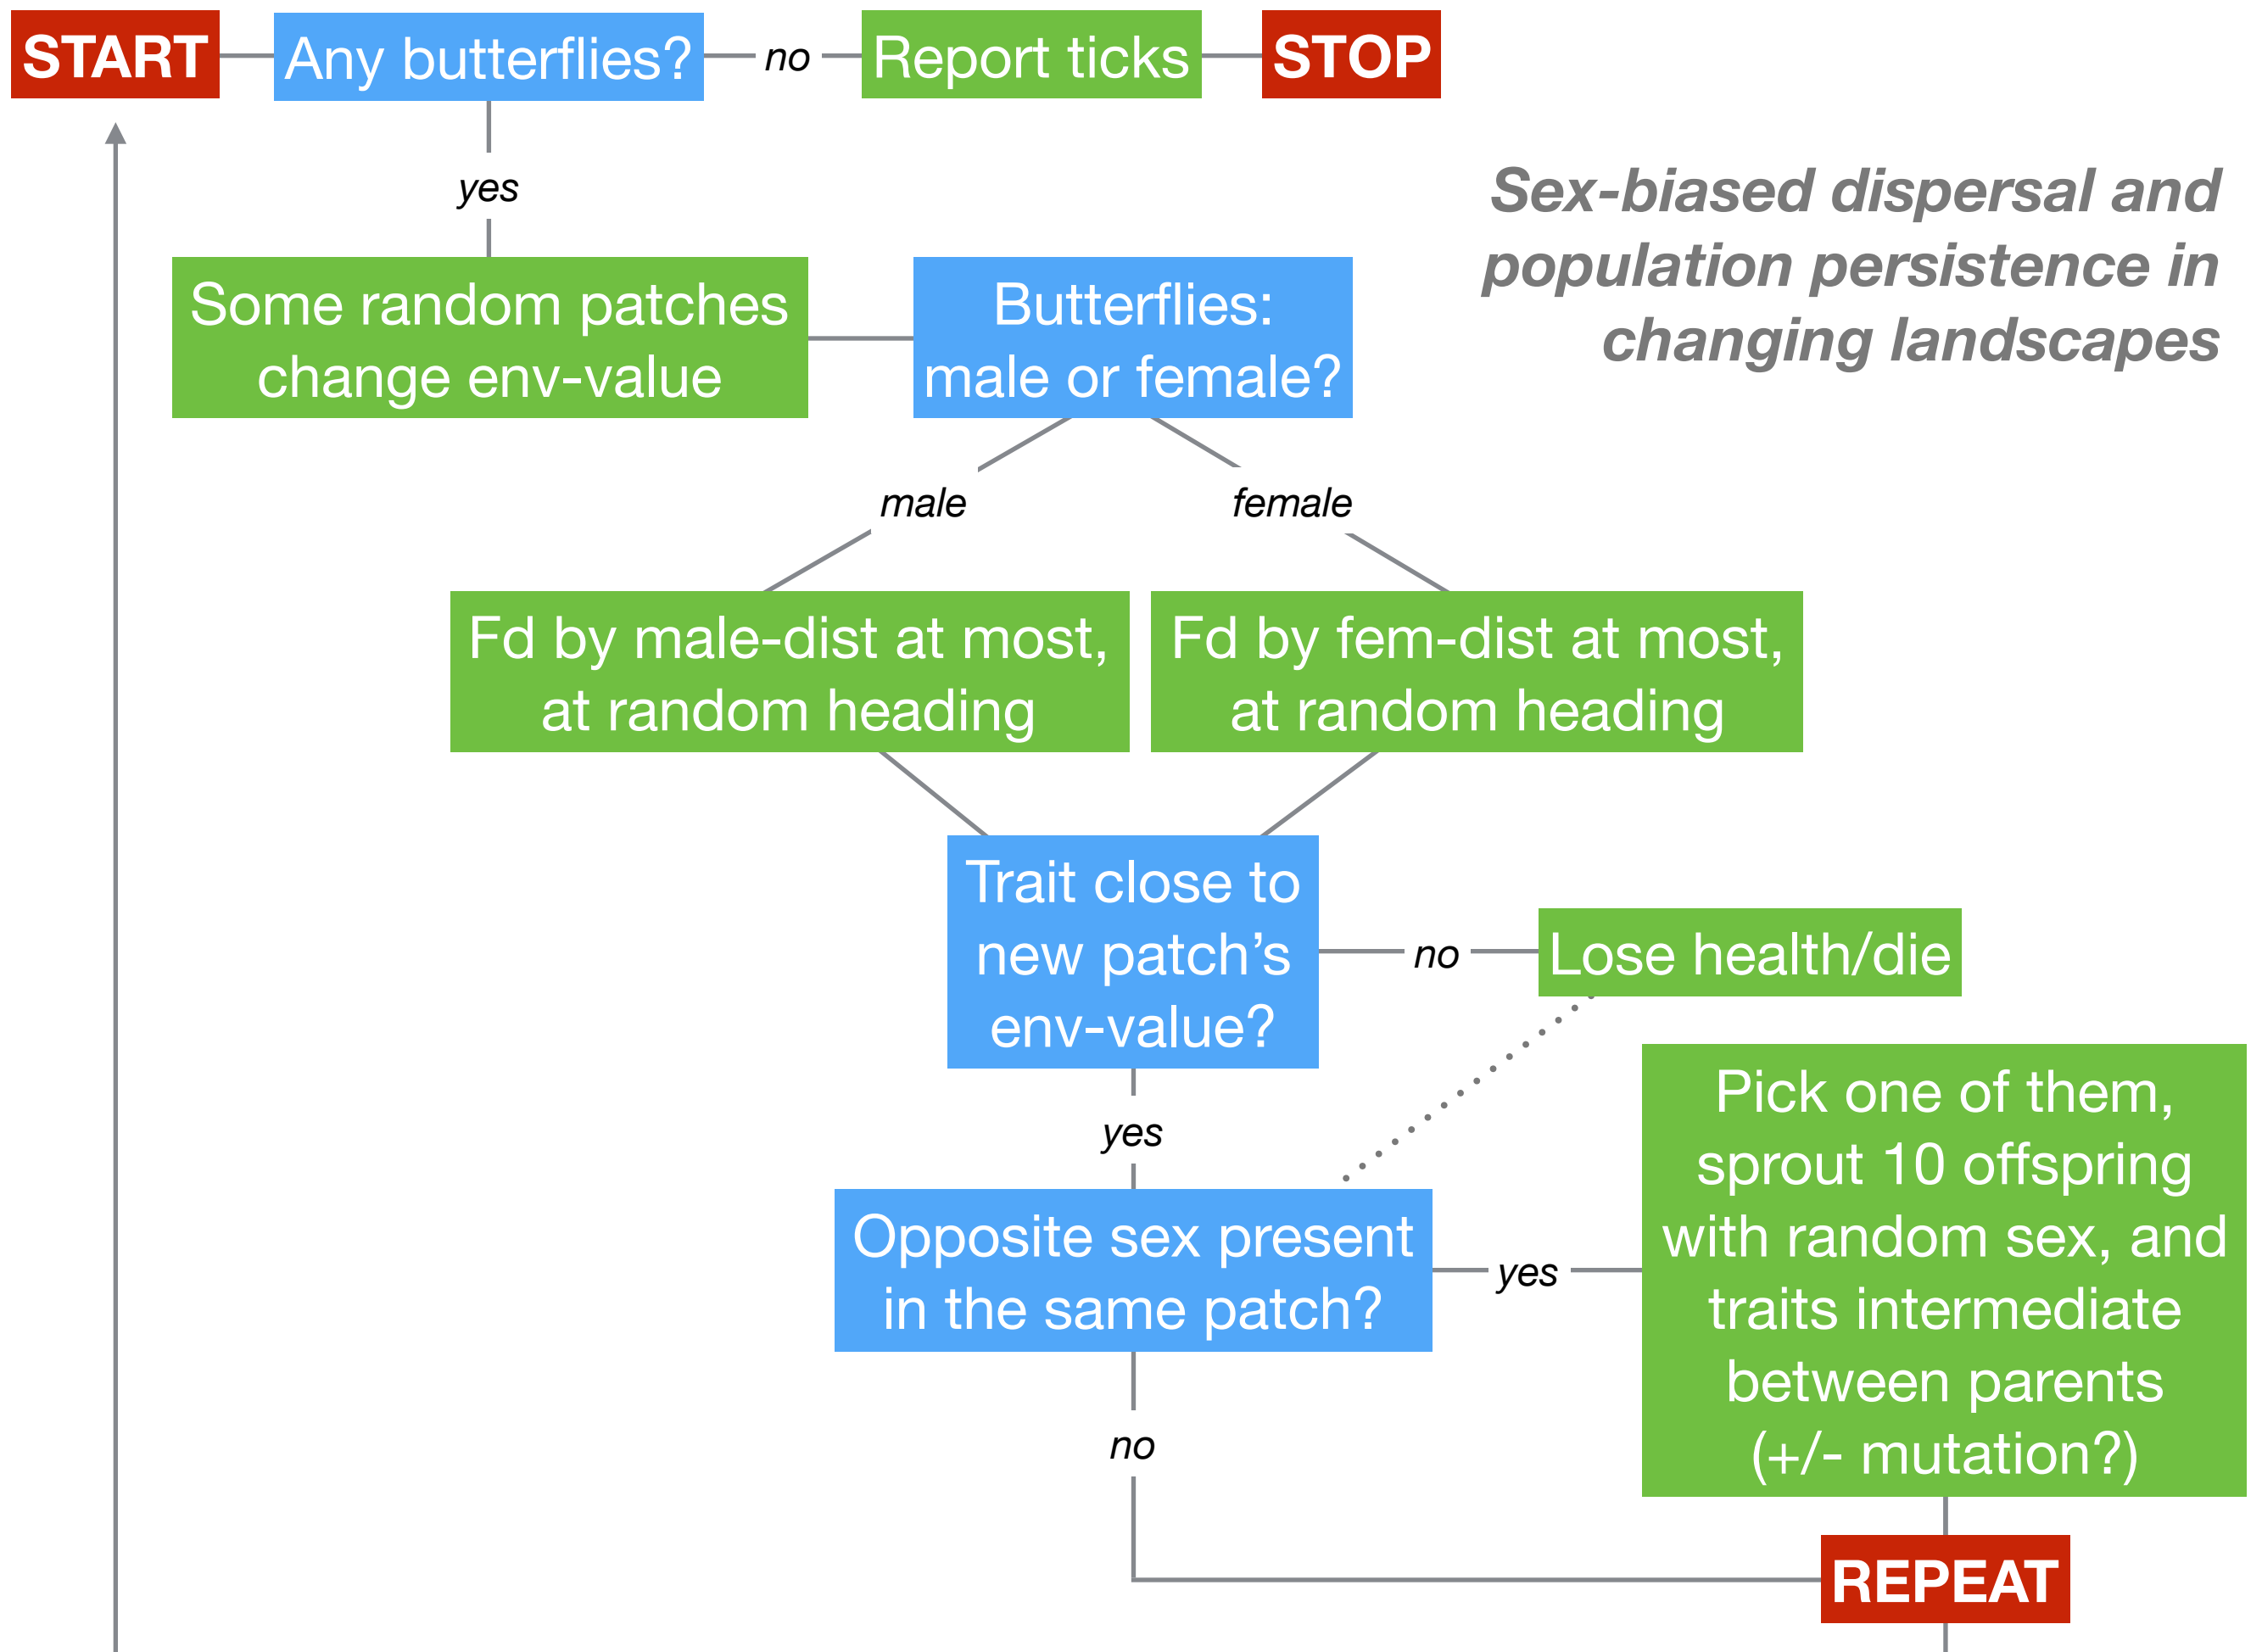 START
Any butterflies?
no
Report ticks
STOP
yes
Sex-biased dispersal and
population persistence in
changing landscapes
Some random patches
change env-value
Butterflies:
male or female?
male
female
Fd by male-dist at most,
at random heading
Fd by fem-dist at most,
at random heading
Trait close to
new patch’s
env-value?
no
Lose health/die
yes
Opposite sex present
in the same patch?
yes
Pick one of them,
sprout 10 offspring
with random sex, and
traits intermediate
between parents
(+/- mutation?)
no
REPEAT